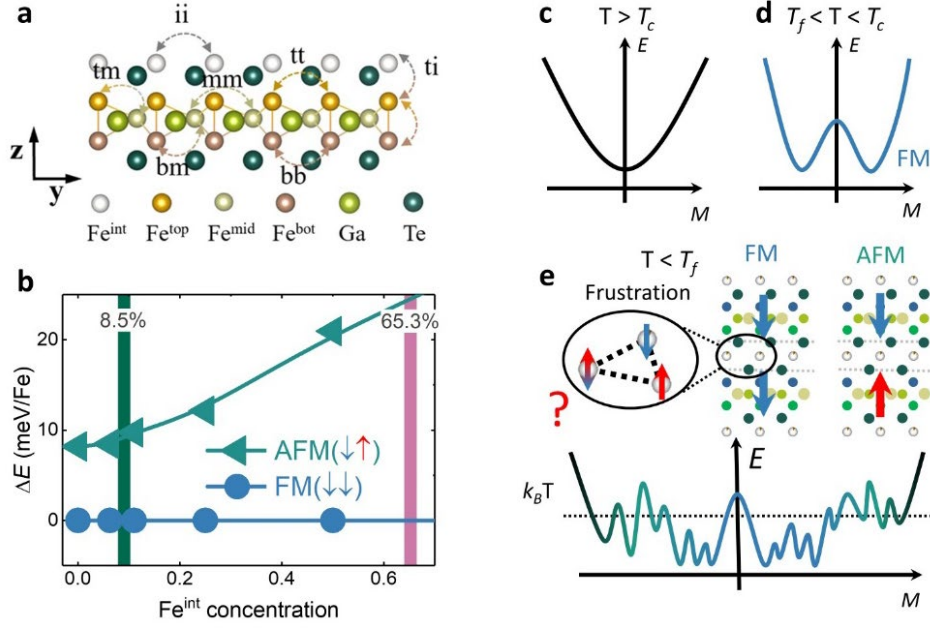 a
ii
tm
mm
tt
ti
bm
bb
z
y
Fe^int Fe^top Fe^mid Fe^bot Ga Te
b
8.5%
65.3%
AFM(↓↑)
FM(↓↓)
ΔE (meV/Fe)
20
10
0
0.0 0.2 0.4 0.6
Fe^int concentration
c
T > T_c
E
M
d
T_f < T < T_c
E
FM
M
e
T < T_f
Frustration
?
FM
AFM
E
k_BT
M